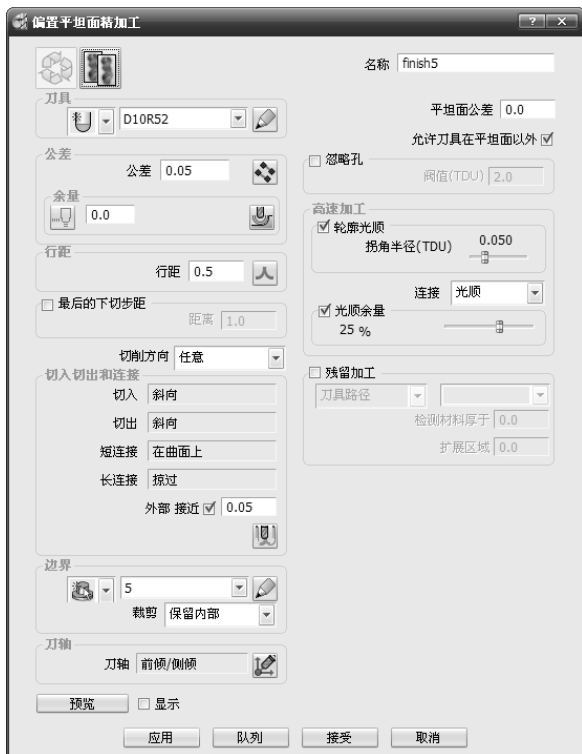 偏置平坦面精加工
名称 finish5
刀具
D10R52
公差
公差 0.05
余量
0.0
行距
行距 0.5
最后的下切步距
距离 1.0
切削方向 任意
切入切出和连接
切入 斜向
切出 斜向
短连接 在曲面上
长连接 掠过
外部 接近 0.05
边界
5
裁剪 保留内部
刀轴
刀轴 前倾/侧倾
预览 显示
平坦面公差 0.0
允许刀具在平坦面以外
忽略孔
阀值(TDU) 2.0
高速加工
轮廓光顺
拐角半径(TDU) 0.050
连接 光顺
光顺余量
25 %
残留加工
刀具路径
检测材料厚于 0.0
扩展区域 0.0
应用 队列 接受 取消